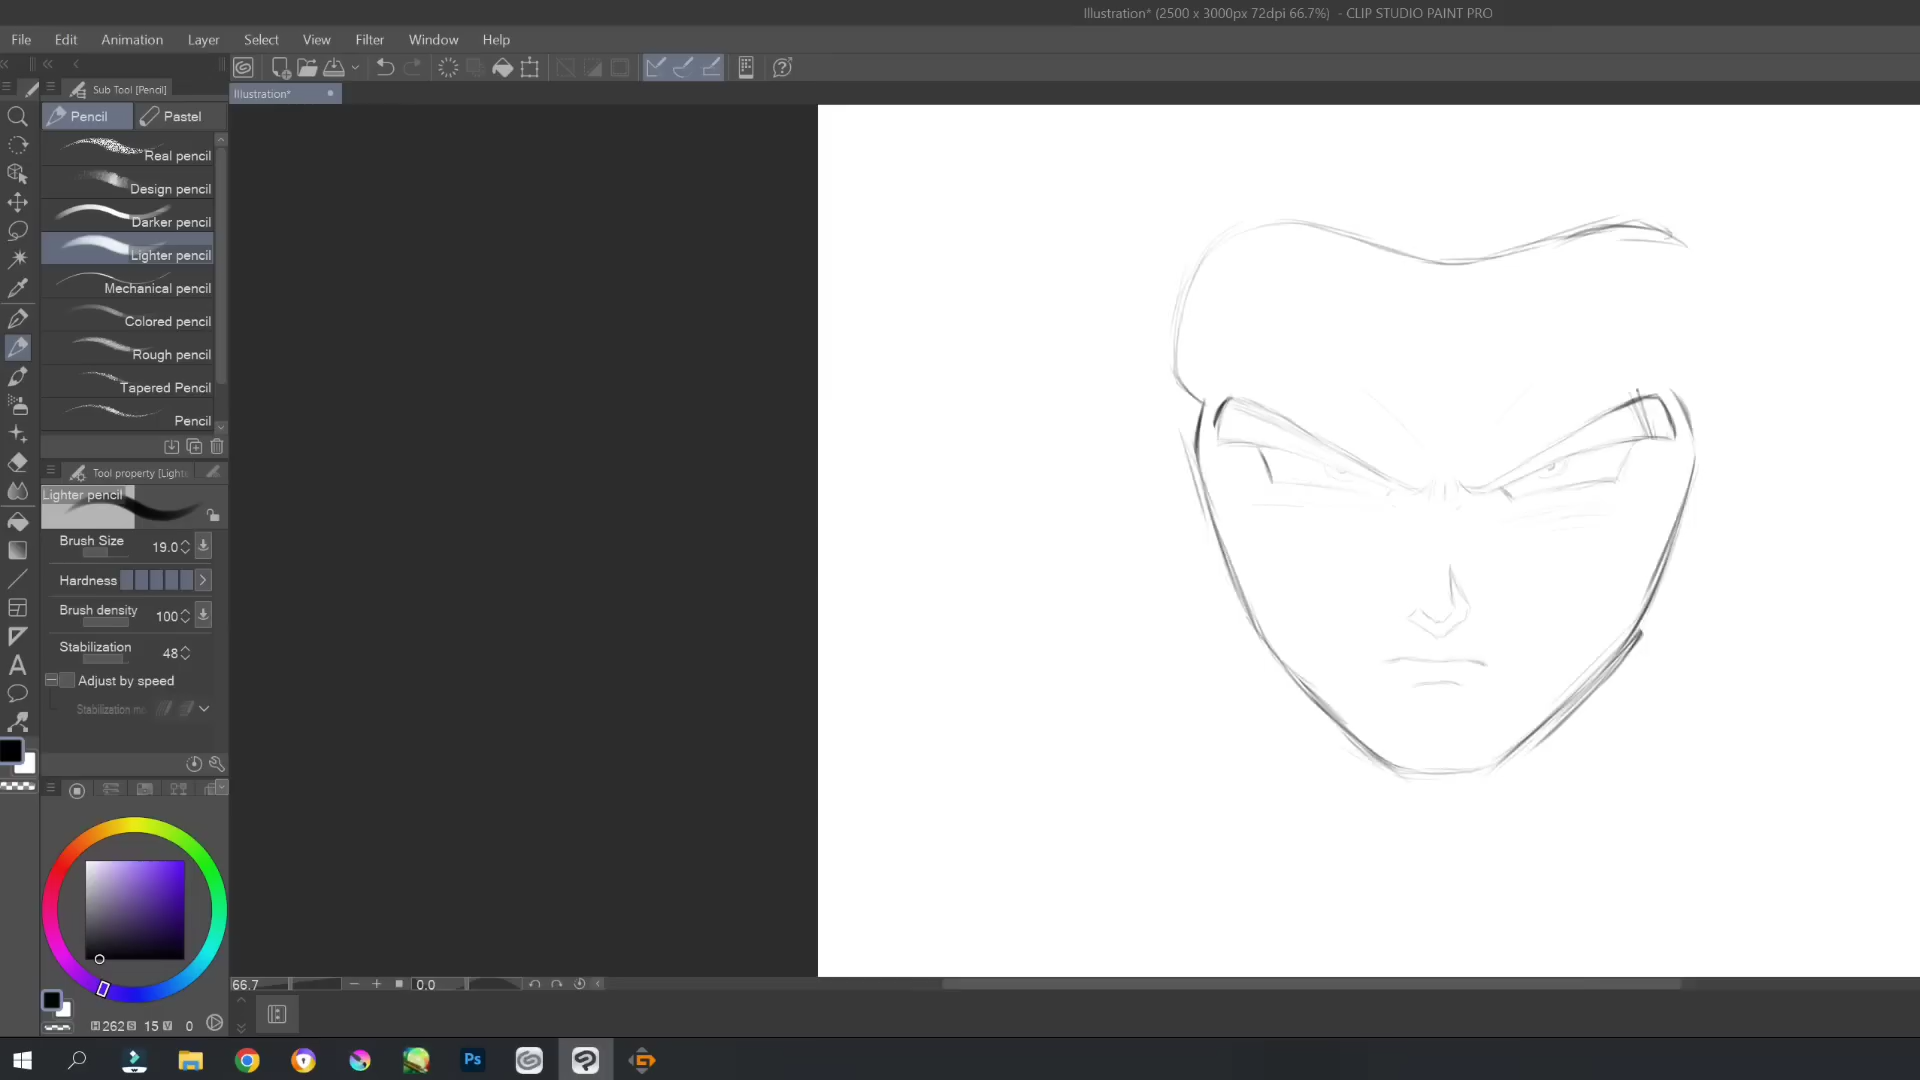 Illustration* (2500 x 3000px 72dpi 66.7%) - CLIP STUDIO PAINT PRO
File Edit Animation Layer Select View Filter Window Help
Sub Tool [Pencil]
Illustration*
Pencil Pastel
Real pencil
Design pencil
Darker pencil
Lighter pencil
Mechanical pencil
Colored pencil
Rough pencil
Tapered Pencil
Pencil
Tool property [Light
Lighter pencil
Brush Size 19.0
Hardness
Brush density 100
Stabilization 48
Adjust by speed
Stabilization mo
66.7 0.0
H 262 S 15 V 0
Ps